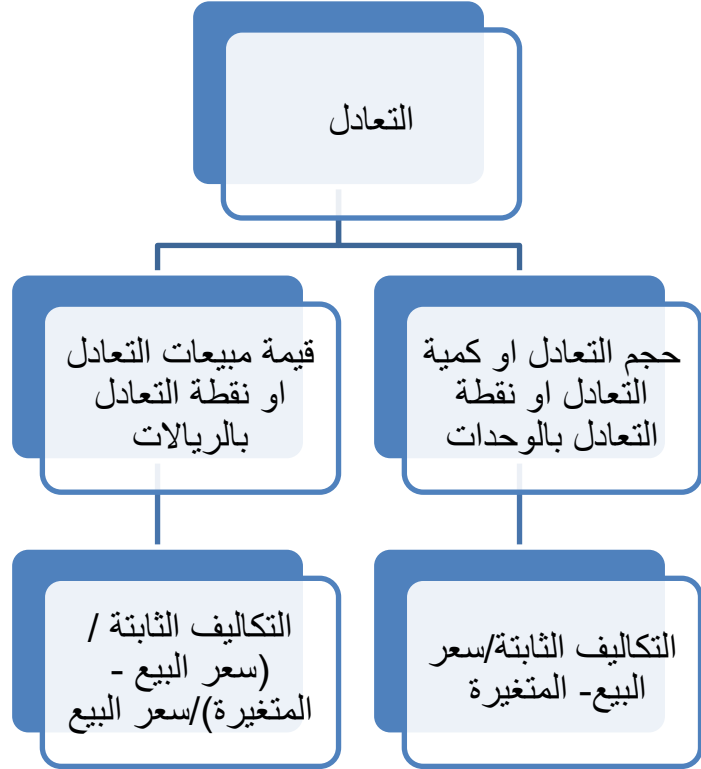 التعادل
حجم التعادل او كمية
التعادل او نقطة
التعادل بالوحدات
قيمة مبيعات التعادل
او نقطة التعادل
بالريالات
التكاليف الثابتة/سعر
البيع- المتغيرة
التكاليف الثابتة /
(سعر البيع -
المتغيرة)/سعر البيع